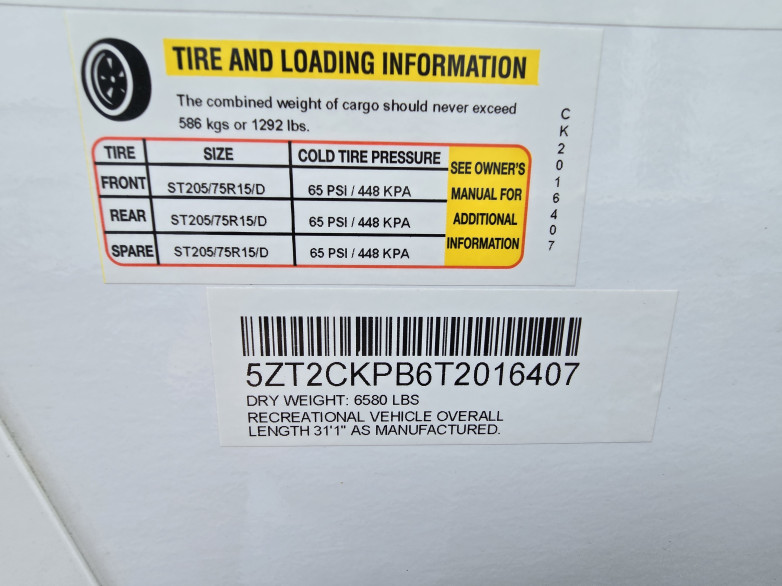 TIRE AND LOADING INFORMATION
The combined weight of cargo should never exceed
586 kgs or 1292 lbs.
TIRE SIZE COLD TIRE PRESSURE
FRONT ST205/75R15/D 65 PSI / 448 KPA
REAR ST205/75R15/D 65 PSI / 448 KPA
SPARE ST205/75R15/D 65 PSI / 448 KPA
SEE OWNER'S
MANUAL FOR
ADDITIONAL
INFORMATION
CK2016407
5ZT2CKPB6T2016407
DRY WEIGHT: 6580 LBS
RECREATIONAL VEHICLE OVERALL
LENGTH 31'1" AS MANUFACTURED.